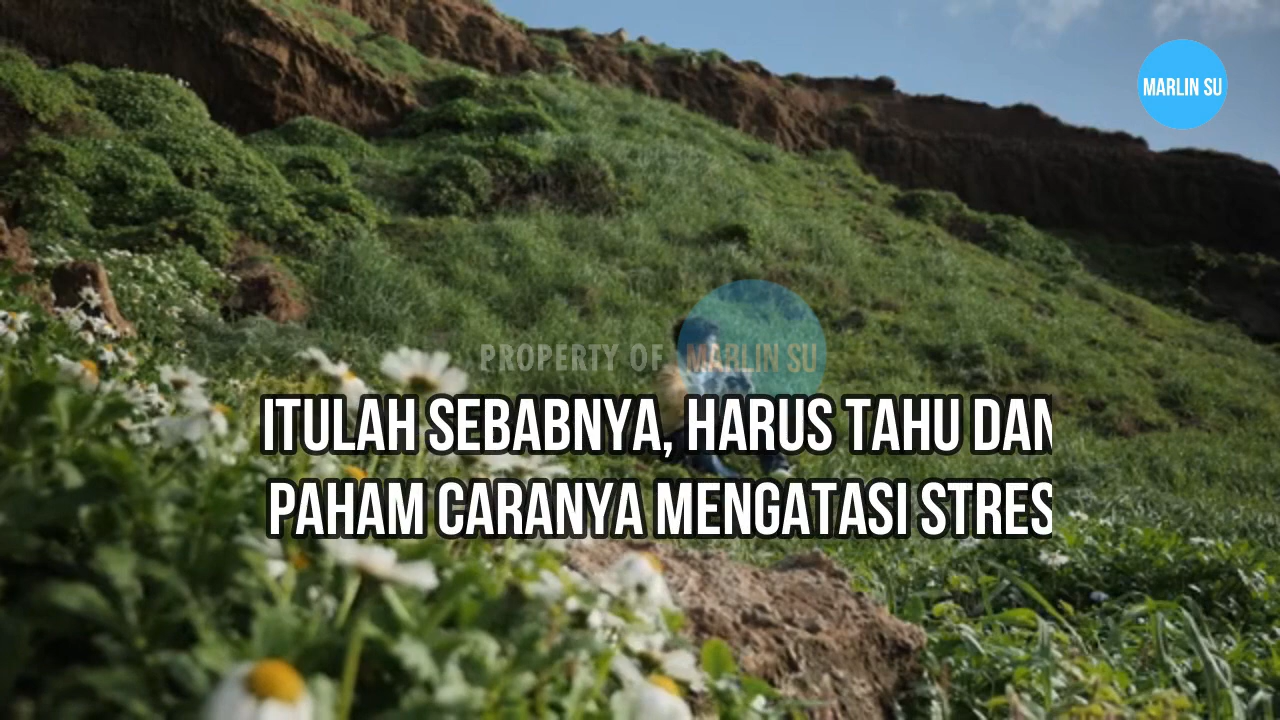 MARLIN SU
PROPERTY OF MARLIN SU
ITULAH SEBABNYA, HARUS TAHU DAN
PAHAM CARANYA MENGATASI STRES